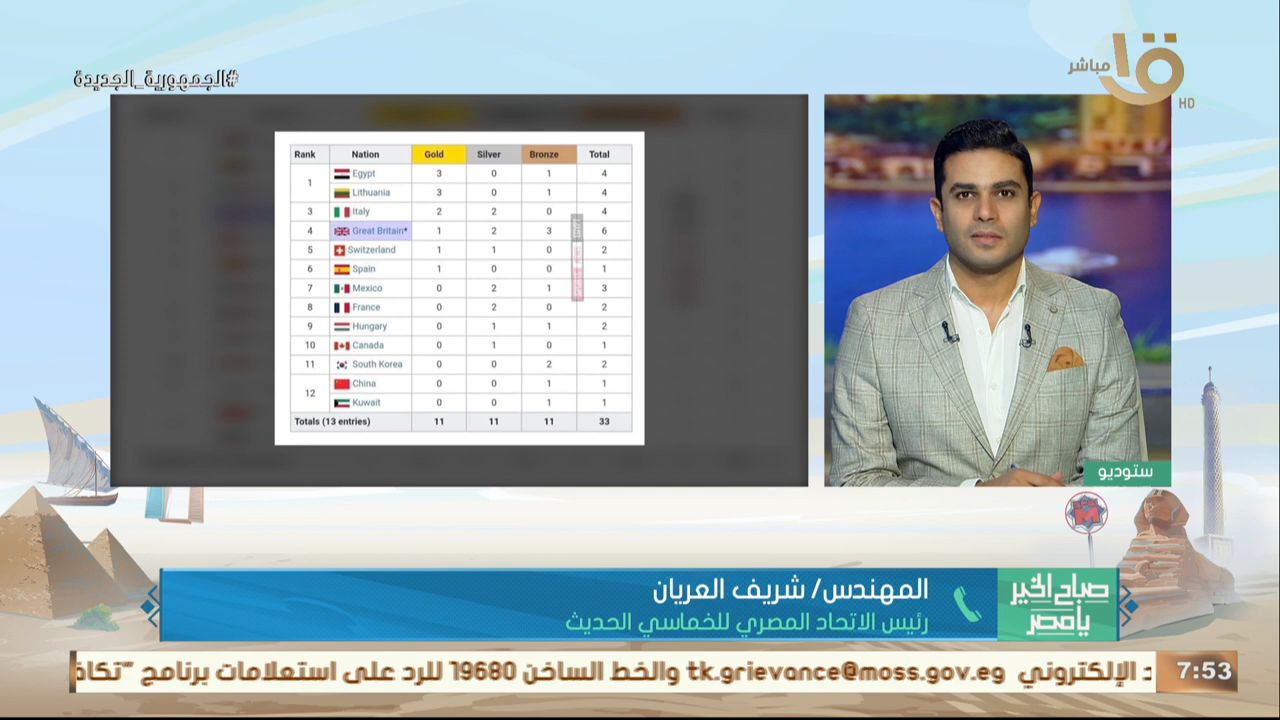 #الجمهورية_الجديدة
مباشر
HD
Rank Nation Gold Silver Bronze Total
1 Egypt 3 0 1 4
Lithuania 3 0 1 4
3 Italy 2 2 0 4
4 Great Britain* 1 2 3 6
5 Switzerland 1 1 0 2
6 Spain 1 0 0 1
7 Mexico 0 2 1 3
8 France 0 2 0 2
9 Hungary 0 1 1 2
10 Canada 0 1 0 1
11 South Korea 0 0 2 2
12 China 0 0 1 1
Kuwait 0 0 1 1
Totals (13 entries) 11 11 11 33
ستوديو
صباح الخير
يا مصر
المهندس/ شريف العريان
رئيس الاتحاد المصري للخماسي الحديث
د الإلكتروني tk.grievance@moss.gov.eg والخط الساخن 19680 للرد على استعلامات برنامج "تكاف
7:53